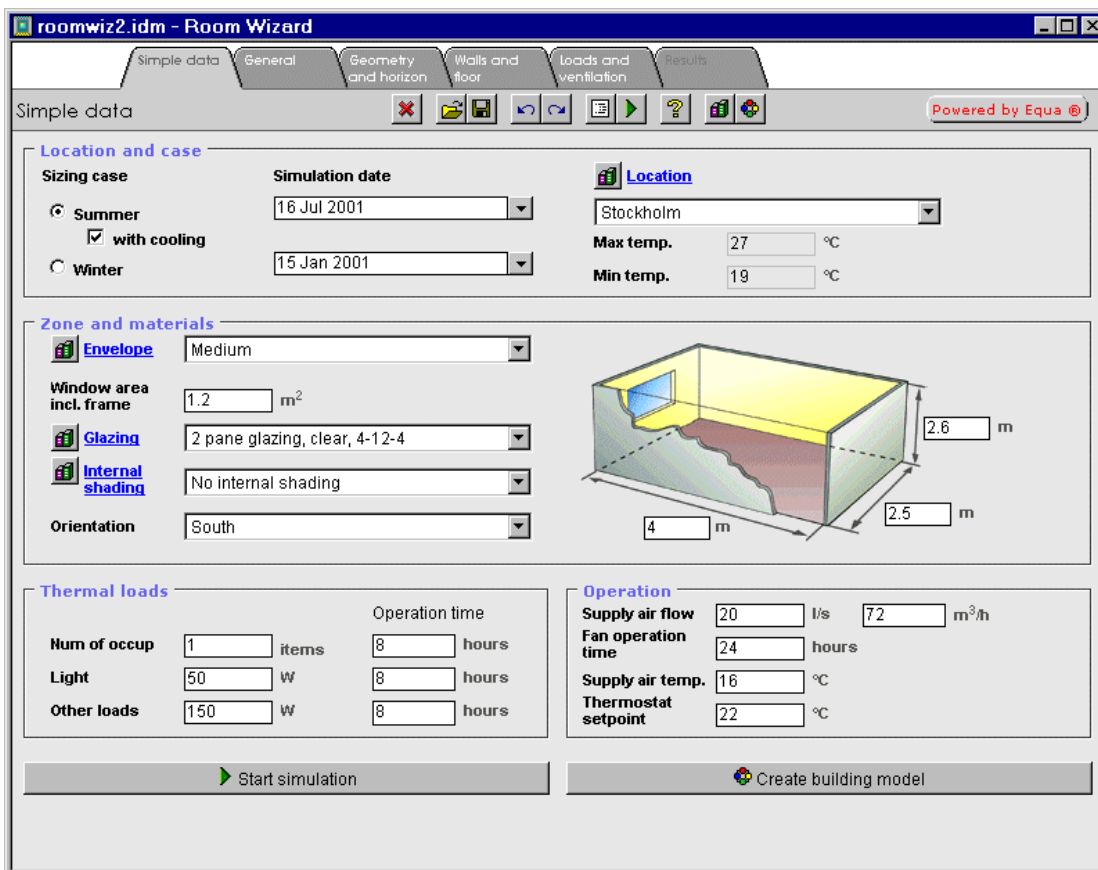 roomwiz2.idm - Room Wizard
Simple data
General
Geometry and horizon
Walls and floor
Loads and ventilation
Results
Simple data
Powered by Equa ®
Location and case
Sizing case
Simulation date
Location
Summer
16 Jul 2001
Stockholm
with cooling
Max temp. 27 °C
Winter
15 Jan 2001
Min temp. 19 °C
Zone and materials
Envelope Medium
Window area
incl. frame 1.2 m²
Glazing 2 pane glazing, clear, 4-12-4
Internal
shading No internal shading
Orientation South
2.6 m
2.5 m
4 m
Thermal loads
Operation time
Num of occup 1 items 8 hours
Light 50 W 8 hours
Other loads 150 W 8 hours
Operation
Supply air flow 20 l/s 72 m³/h
Fan operation
time 24 hours
Supply air temp. 16 °C
Thermostat
setpoint 22 °C
Start simulation
Create building model